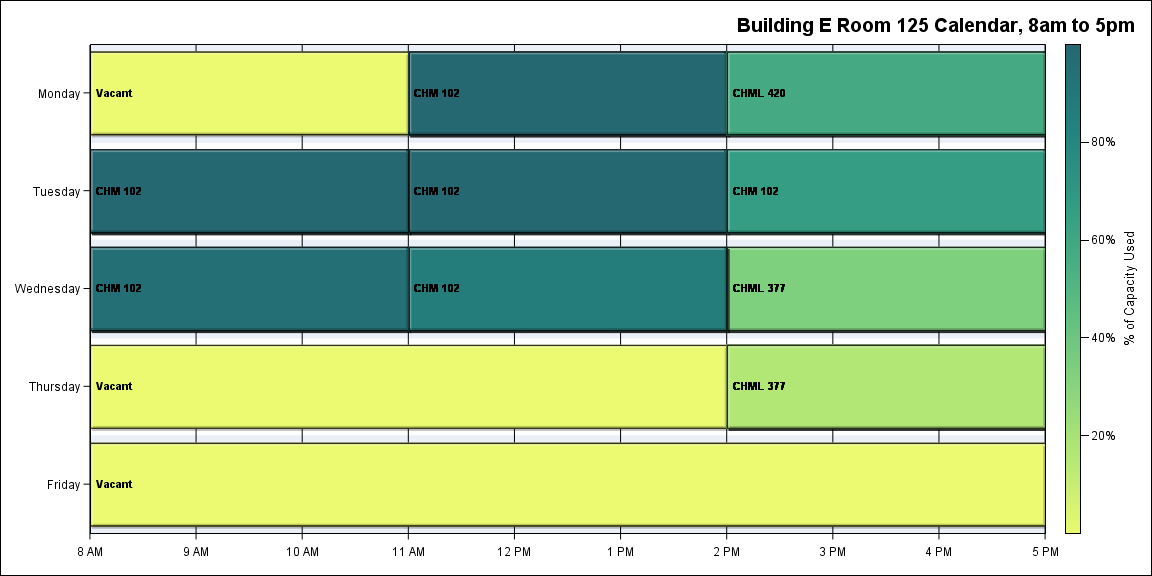 Building E Room 125 Calendar, 8am to 5pm
Monday
Vacant
CHM 102
CHML 420
80%
Tuesday
CHM 102
CHM 102
CHM 102
60%
Wednesday
CHM 102
CHM 102
CHML 377
% of Capacity Used
40%
Thursday
Vacant
CHML 377
20%
Friday
Vacant
8 AM
9 AM
10 AM
11 AM
12 PM
1 PM
2 PM
3 PM
4 PM
5 PM